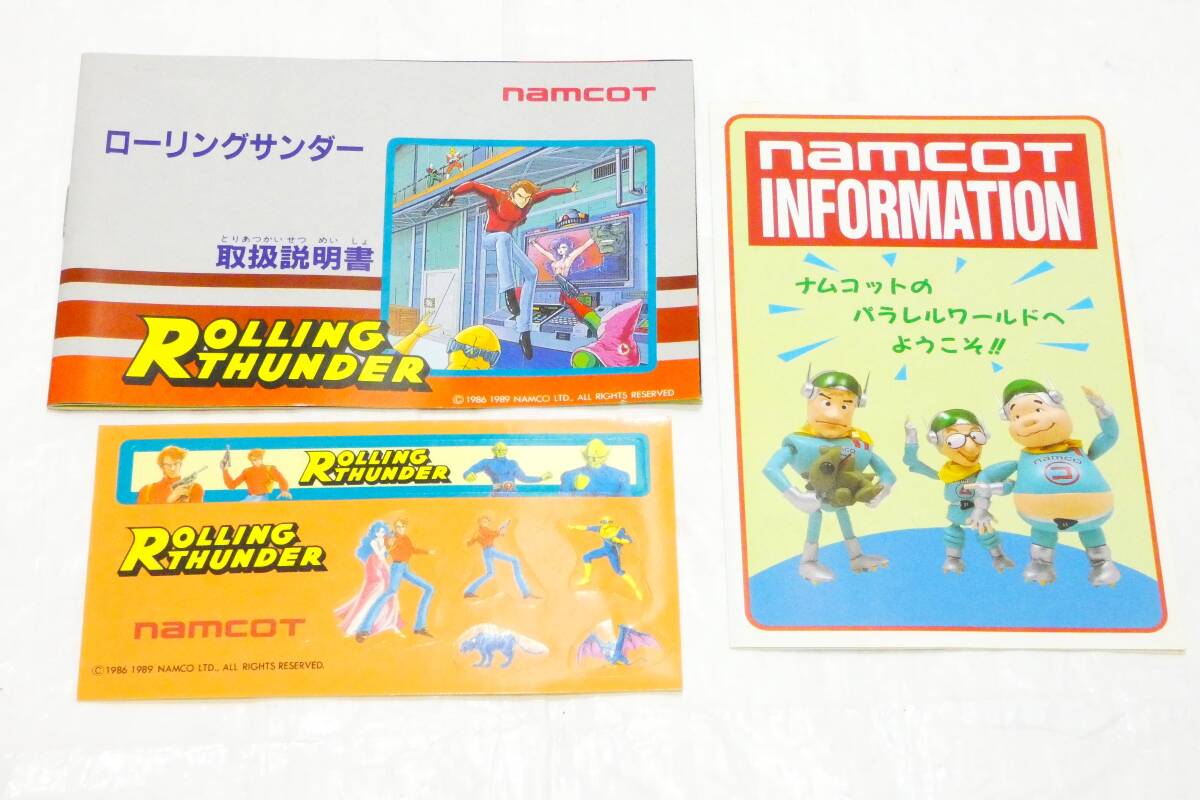 namcoT
ローリングサンダー
とりあつかいせつ めい しょ
取扱説明書
ROLLING
THUNDER
© 1986 1989 NAMCO LTD., ALL RIGHTS RESERVED
ROLLING
THUNDER
ROLLING
THUNDER
namcoT
© 1986 1989 NAMCO LTD., ALL RIGHTS RESERVED.
namcoT
INFORMATION
ナムコットの
パラレルワールドへ
ようこそ!!
namco
コ